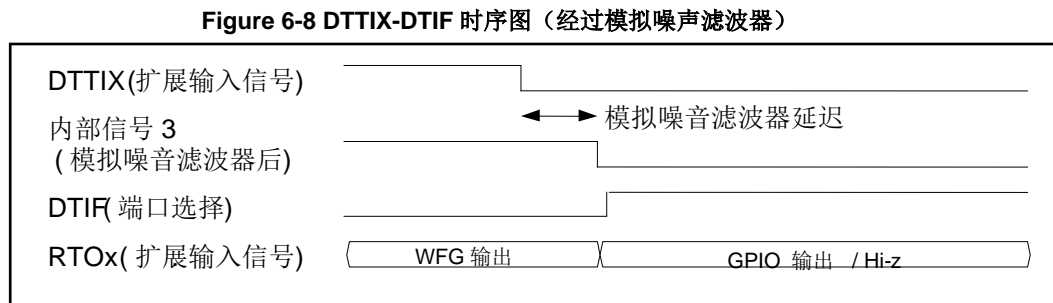 Figure 6-8 DTTIX-DTIF 时序图（经过模拟噪声滤波器）
DTTIX(扩展输入信号)
模拟噪音滤波器延迟
内部信号 3
( 模拟噪音滤波器后)
DTIF( 端口选择)
RTOx( 扩展输入信号)
WFG 输出
GPIO 输出 / Hi-z